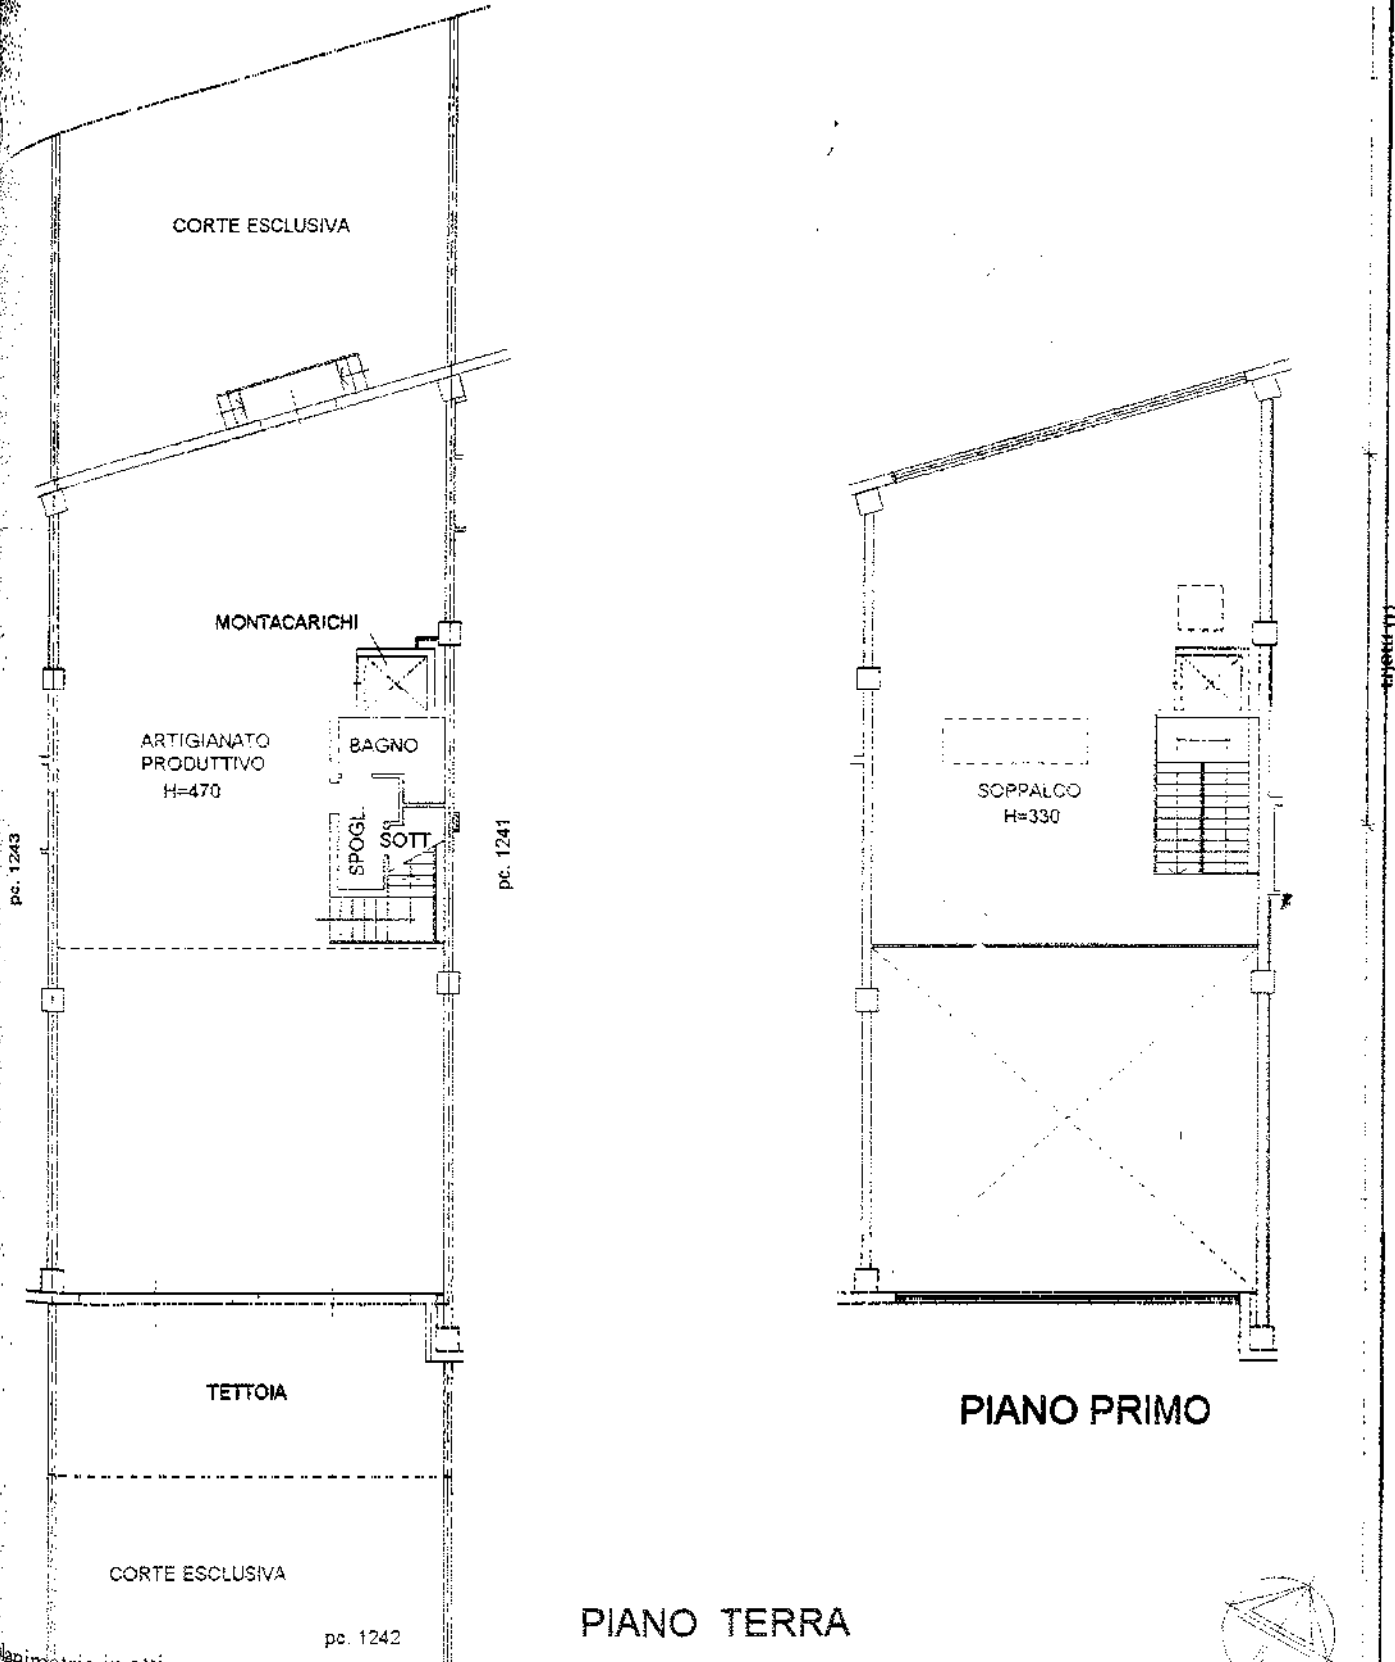 CORTE ESCLUSIVA
MONTACARICHI
ARTIGIANATO
PRODUTTIVO
H=470
BAGNO
SPOGL.
SOTT.
pc. 1243
pc. 1241
SOPPALCO
H=330
TETTOIA
PIANO PRIMO
CORTE ESCLUSIVA
PIANO TERRA
pc. 1242